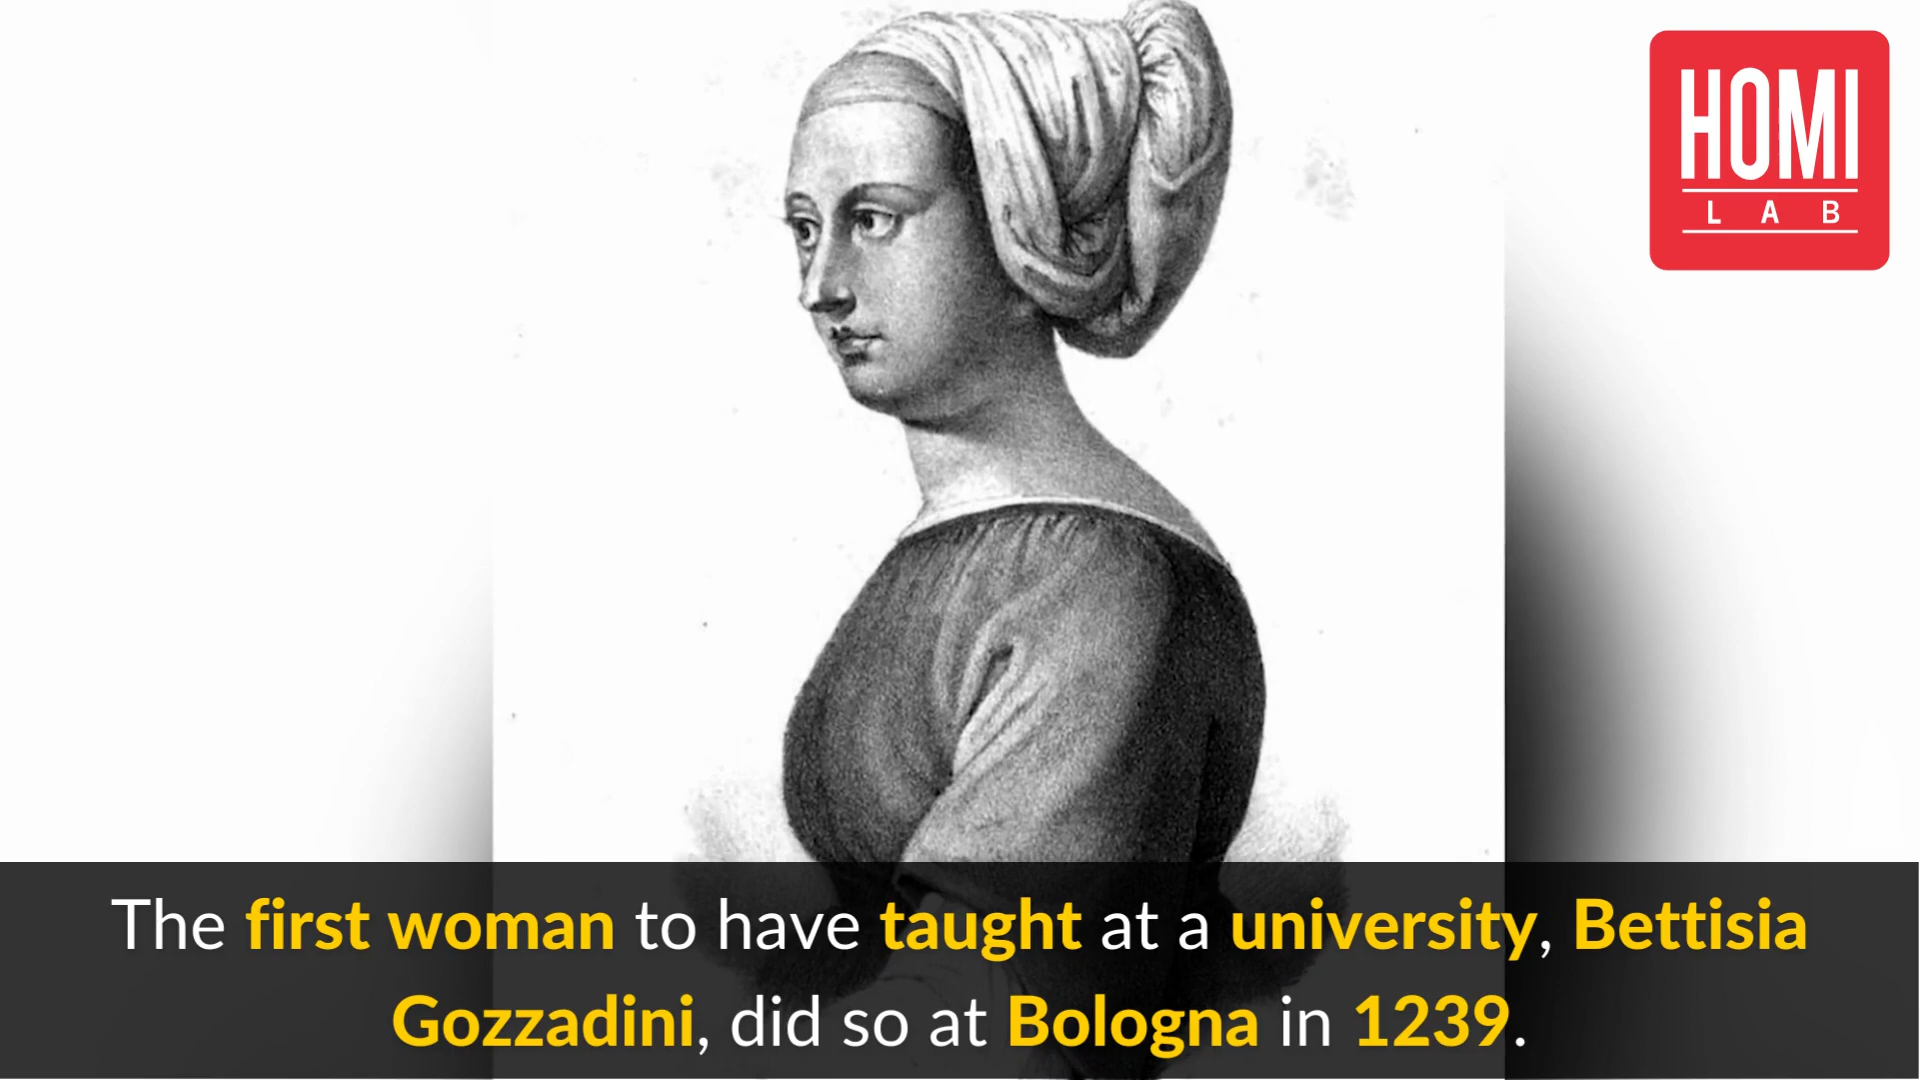 HOMI
LAB
The first woman to have taught at a university, Bettisia
Gozzadini, did so at Bologna in 1239.